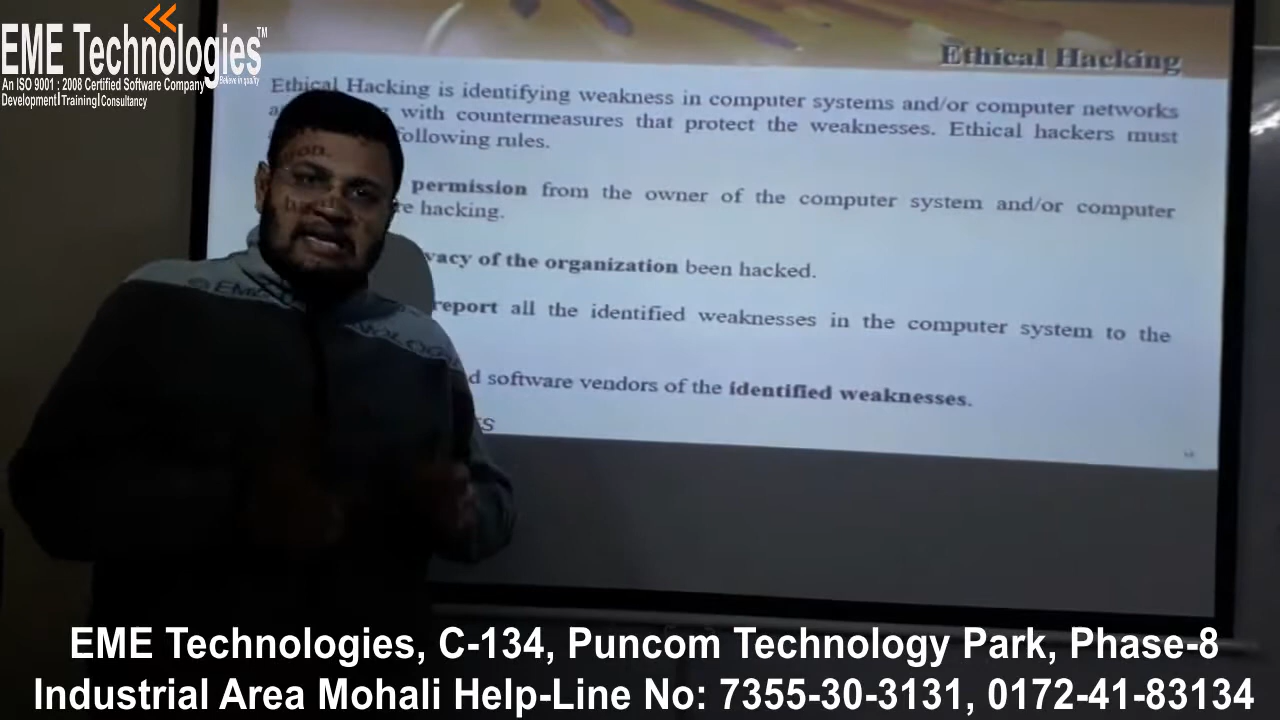 EME Technologies™
Believe in quality
An ISO 9001 : 2008 Certified Software Company
Development|Training|Consultancy
Ethical Hacking
Ethical Hacking is identifying weakness in computer systems and/or computer networks
with countermeasures that protect the weaknesses. Ethical hackers must
following rules.
permission from the owner of the computer system and/or computer
hacking.
of the organization been hacked.
report all the identified weaknesses in the computer system to the
software vendors of the identified weaknesses.
EME Technologies, C-134, Puncom Technology Park, Phase-8
Industrial Area Mohali Help-Line No: 7355-30-3131, 0172-41-83134